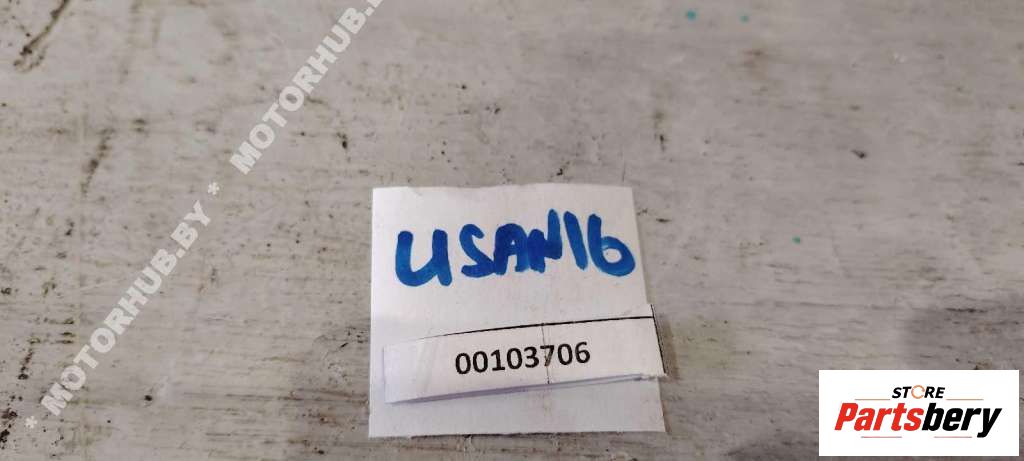 * MOTORHUB.BY * MOTORHUB.BY
USAN16
00103706
STORE
Partsbery